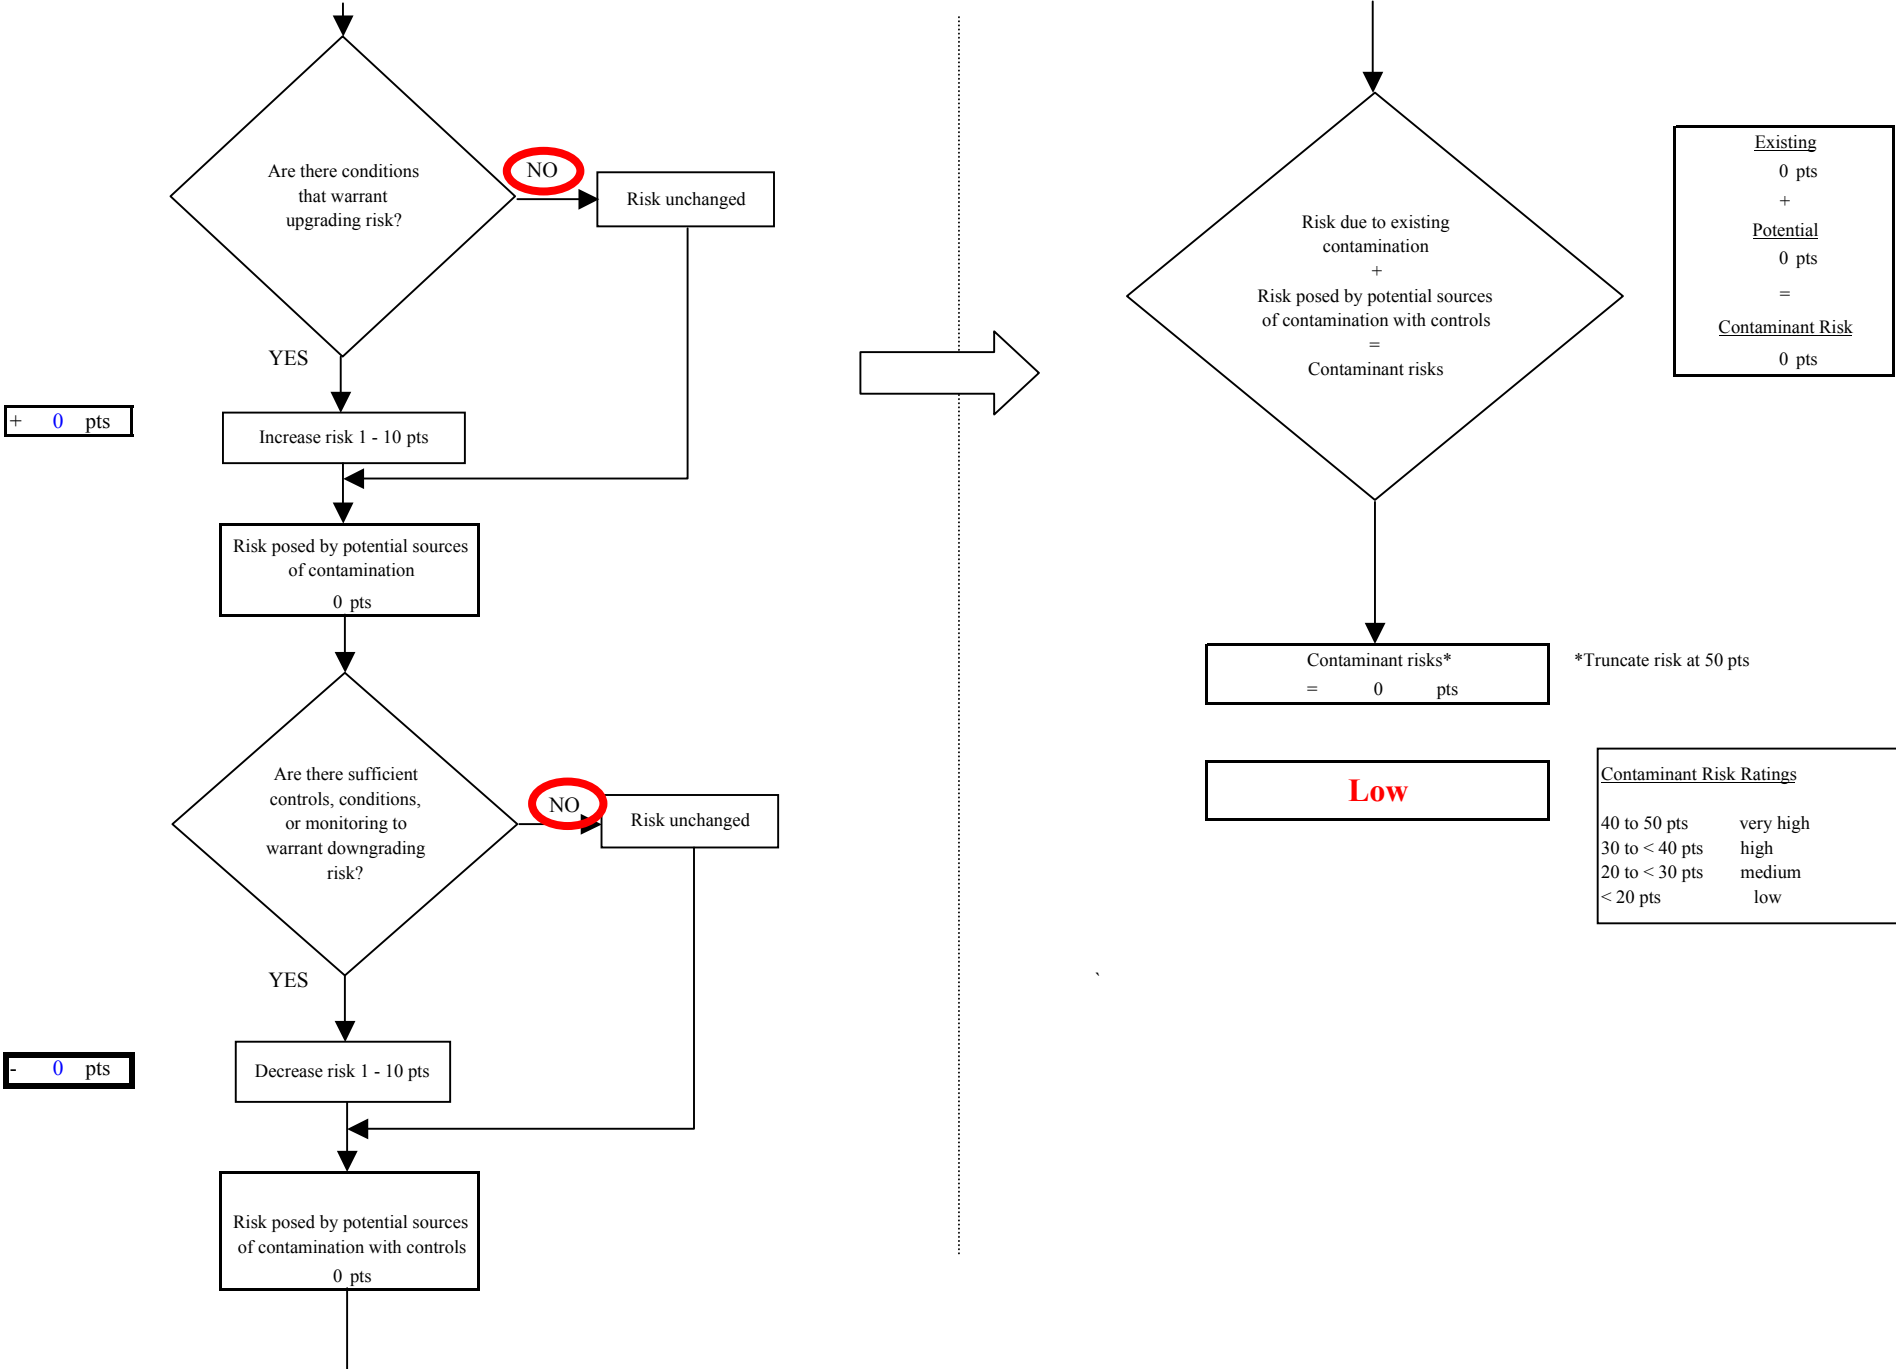 Are there conditions
that warrant
upgrading risk?
NO
Risk unchanged
YES
+ 0 pts
Increase risk 1 - 10 pts
Risk posed by potential sources
of contamination
0 pts
Are there sufficient
controls, conditions,
or monitoring to
warrant downgrading
risk?
NO
Risk unchanged
YES
- 0 pts
Decrease risk 1 - 10 pts
Risk posed by potential sources
of contamination with controls
0 pts
Risk due to existing
contamination
+
Risk posed by potential sources
of contamination with controls
=
Contaminant risks
Existing
0 pts
+
Potential
0 pts
=
Contaminant Risk
0 pts
Contaminant risks*
= 0 pts
*Truncate risk at 50 pts
Low
Contaminant Risk Ratings
40 to 50 pts very high
30 to < 40 pts high
20 to < 30 pts medium
< 20 pts low
`